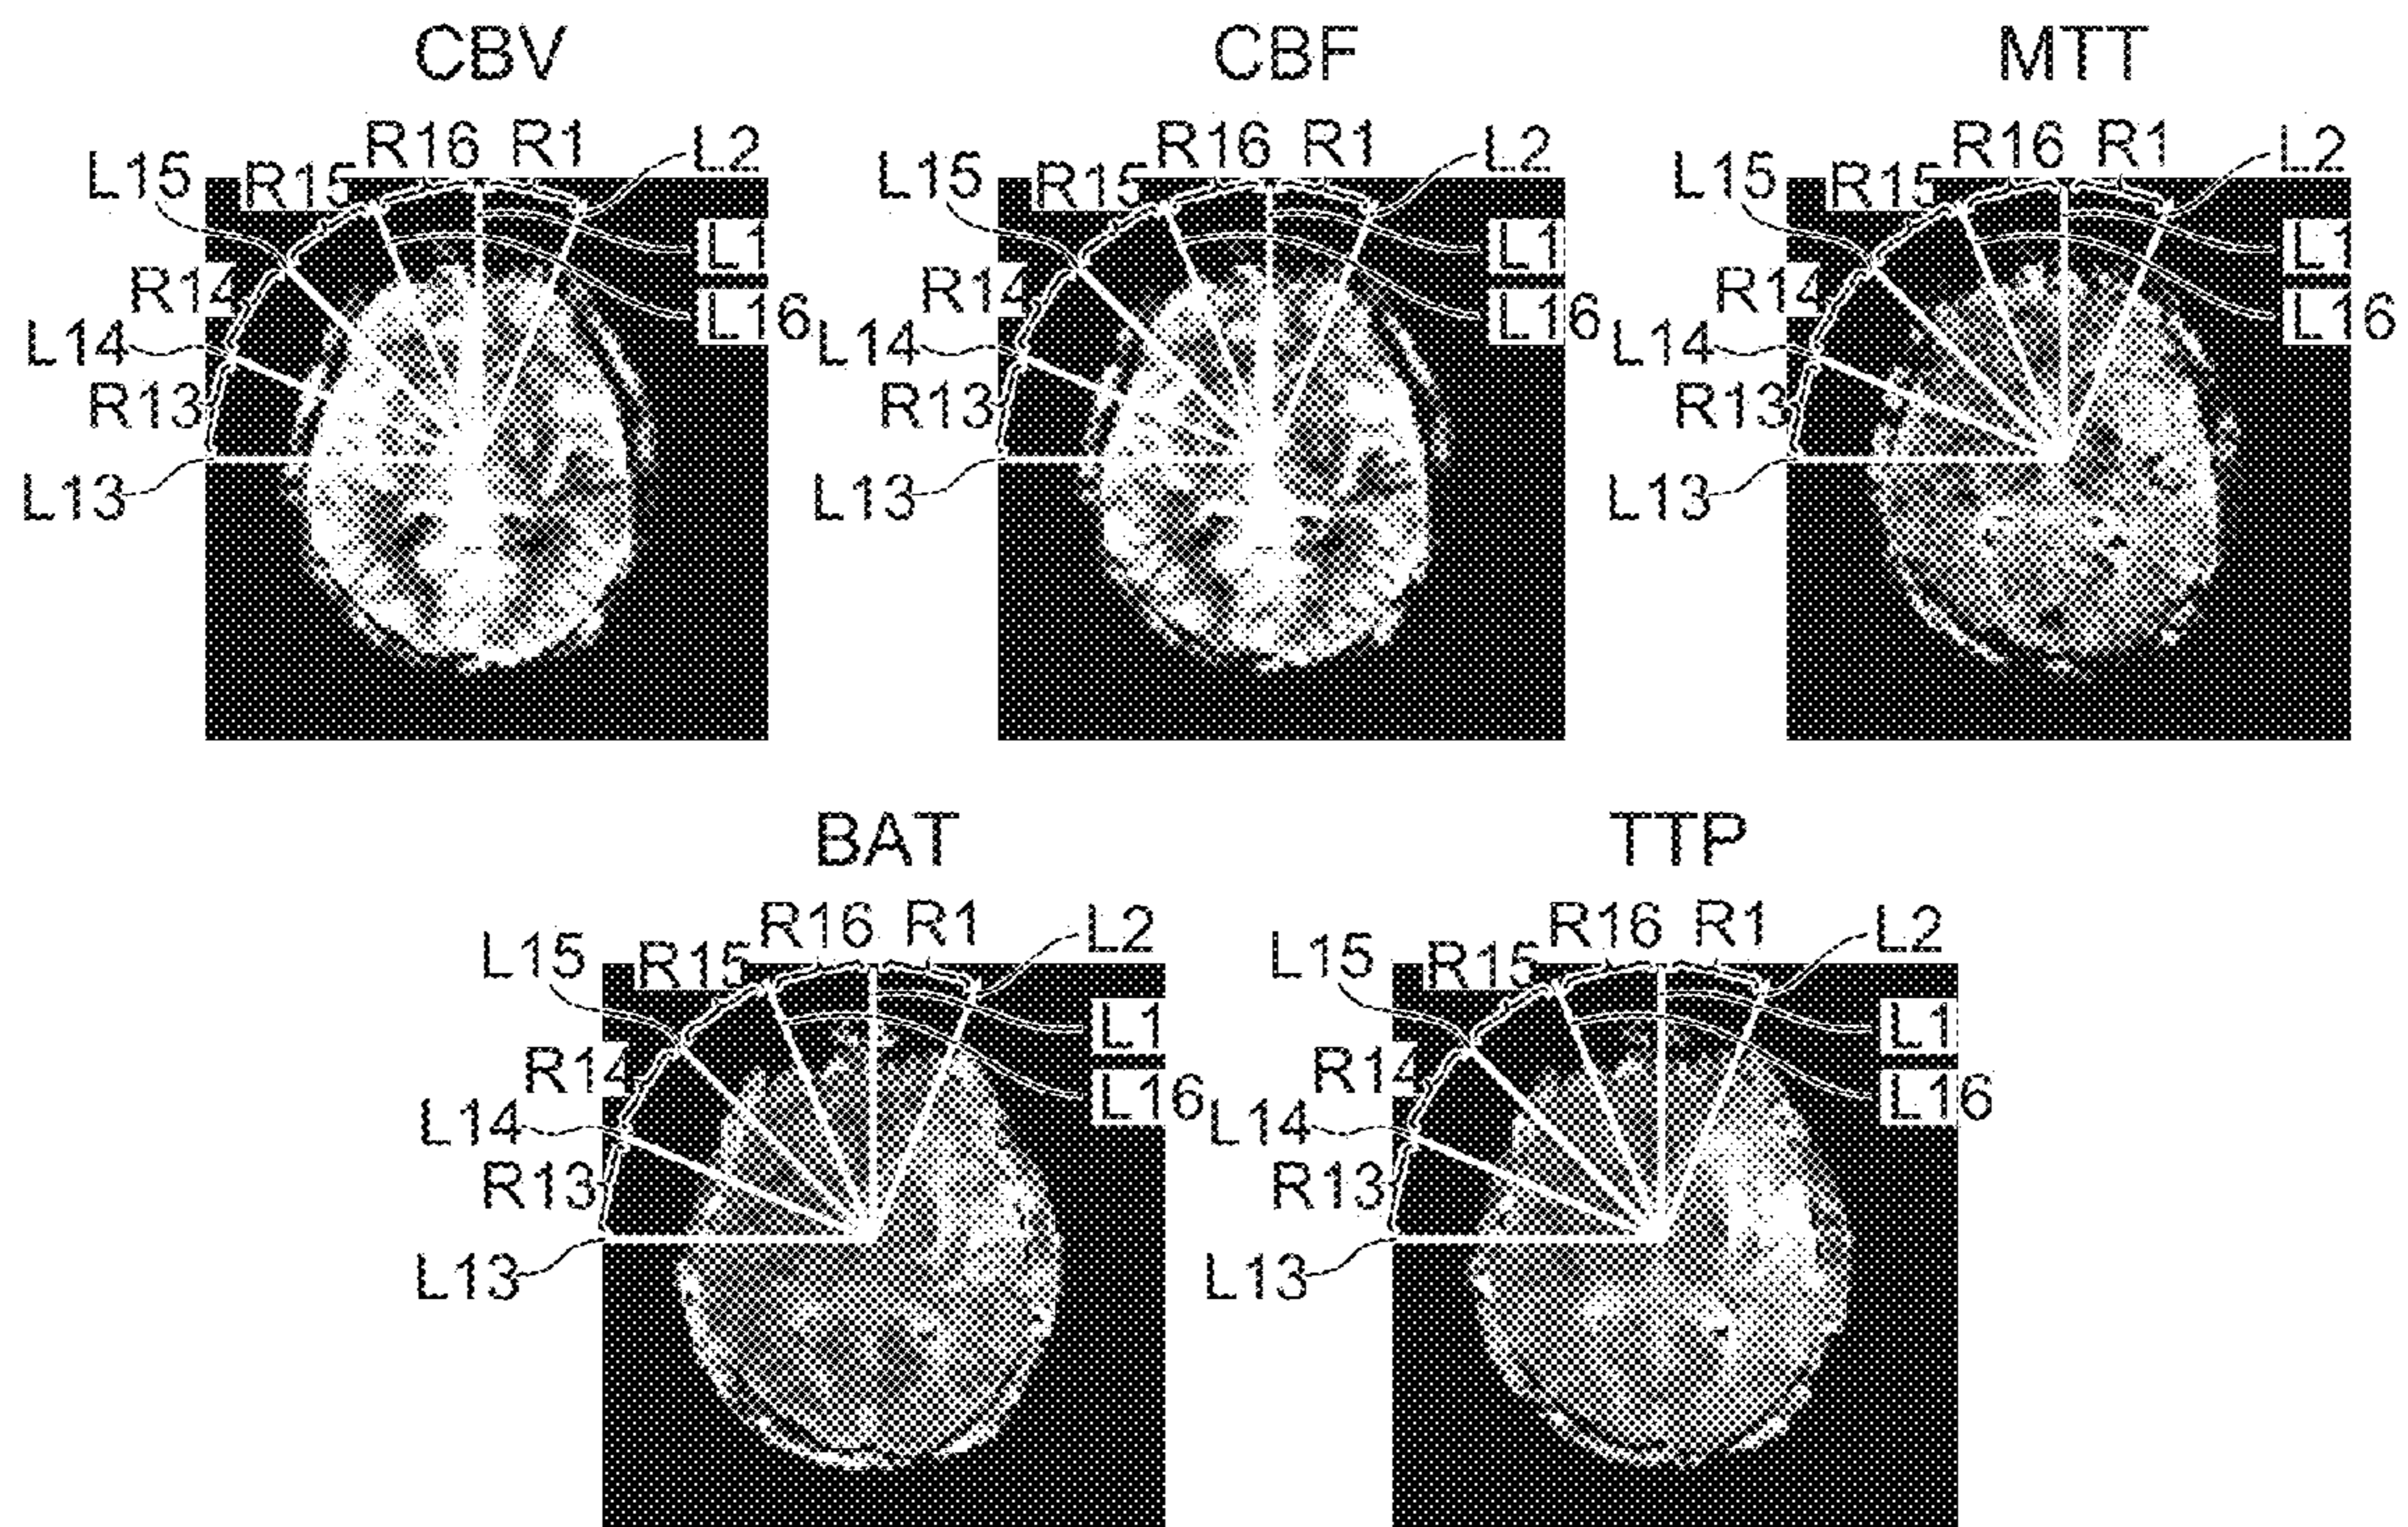 CBV CBF MTT
R16 R1 R16 R1 R16 R1
L15 R15 L2 L15 R15 L2 L15 R15 L2
L1 L1 L1
R14 L16 R14 L16 R14 L16
L14 L14 L14
R13 R13 R13
L13 L13 L13
BAT TTP
R16 R1 R16 R1
L15 R15 L2 L15 R15 L2
L1 L1
R14 L16 R14 L16
L14 L14
R13 R13
L13 L13